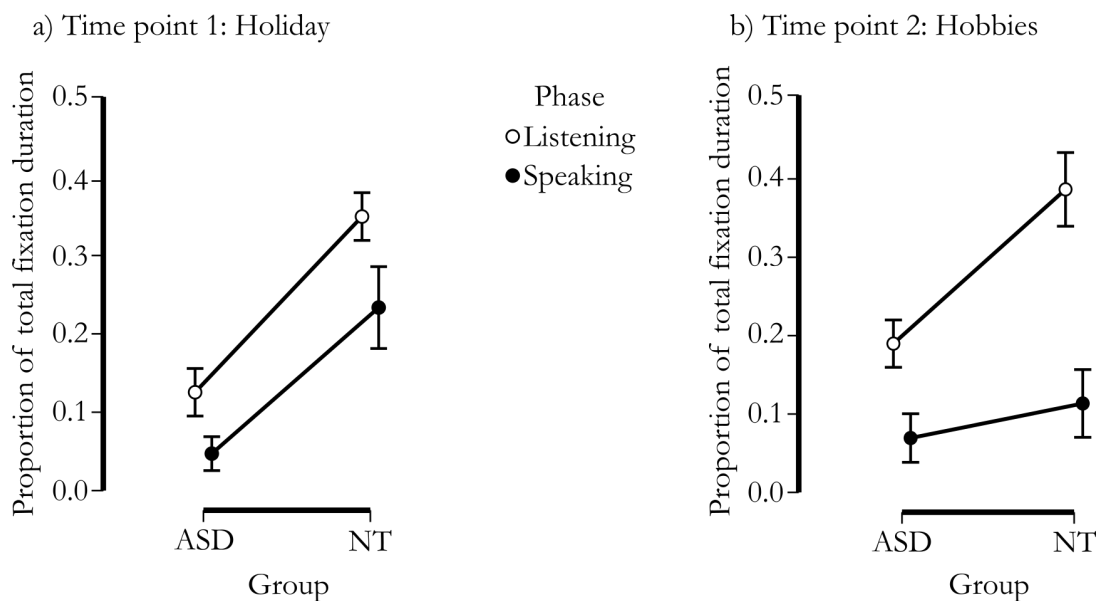 a) Time point 1: Holiday
Proportion of total fixation duration
0.5
0.4
0.3
0.2
0.1
0.0
ASD NT
Group
Phase
Listening
Speaking
b) Time point 2: Hobbies
Proportion of total fixation duration
0.5
0.4
0.3
0.2
0.1
0.0
ASD NT
Group